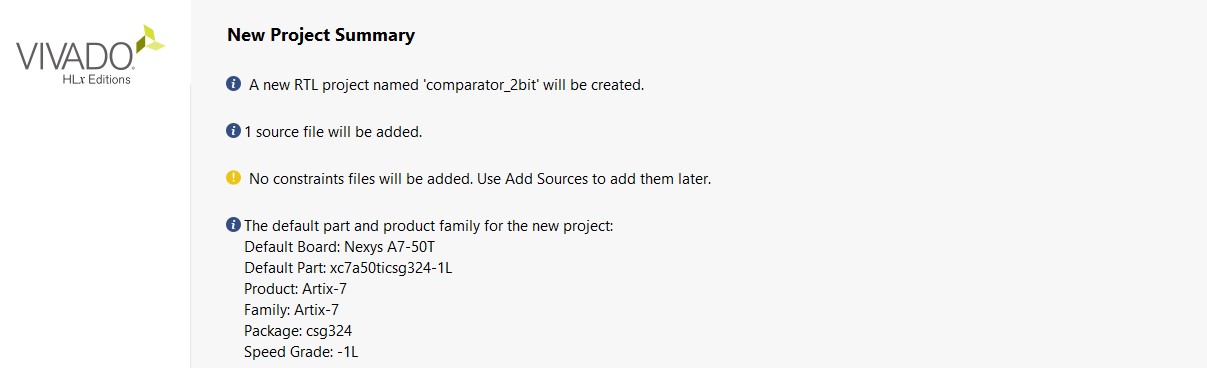 VIVADO
HLx Editions
New Project Summary
A new RTL project named 'comparator_2bit' will be created.
1 source file will be added.
No constraints files will be added. Use Add Sources to add them later.
The default part and product family for the new project:
Default Board: Nexys A7-50T
Default Part: xc7a50ticsg324-1L
Product: Artix-7
Family: Artix-7
Package: csg324
Speed Grade: -1L